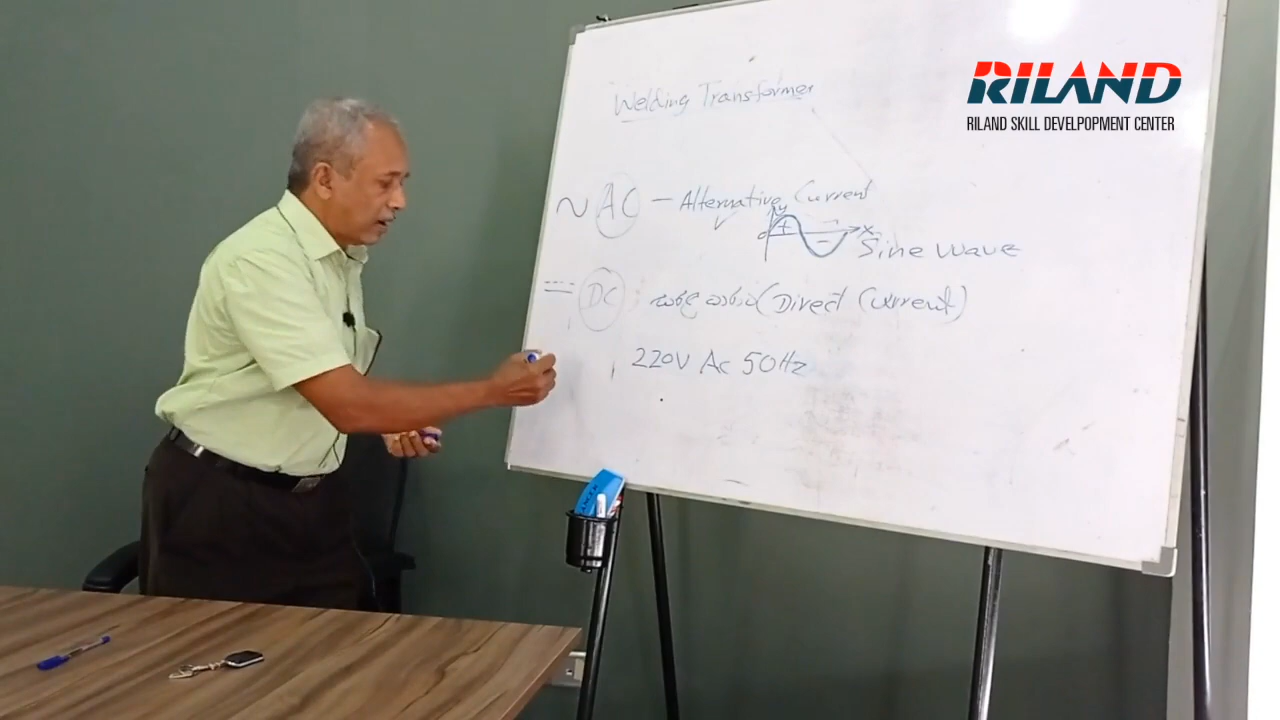 RILAND
RILAND SKILL DEVELPOPMENT CENTER
Welding Transformer
~ AC – Alternative Current
y
+
0 – x
Sine wave
DC සරල ධාරාව (Direct Current)
220V Ac 50Hz